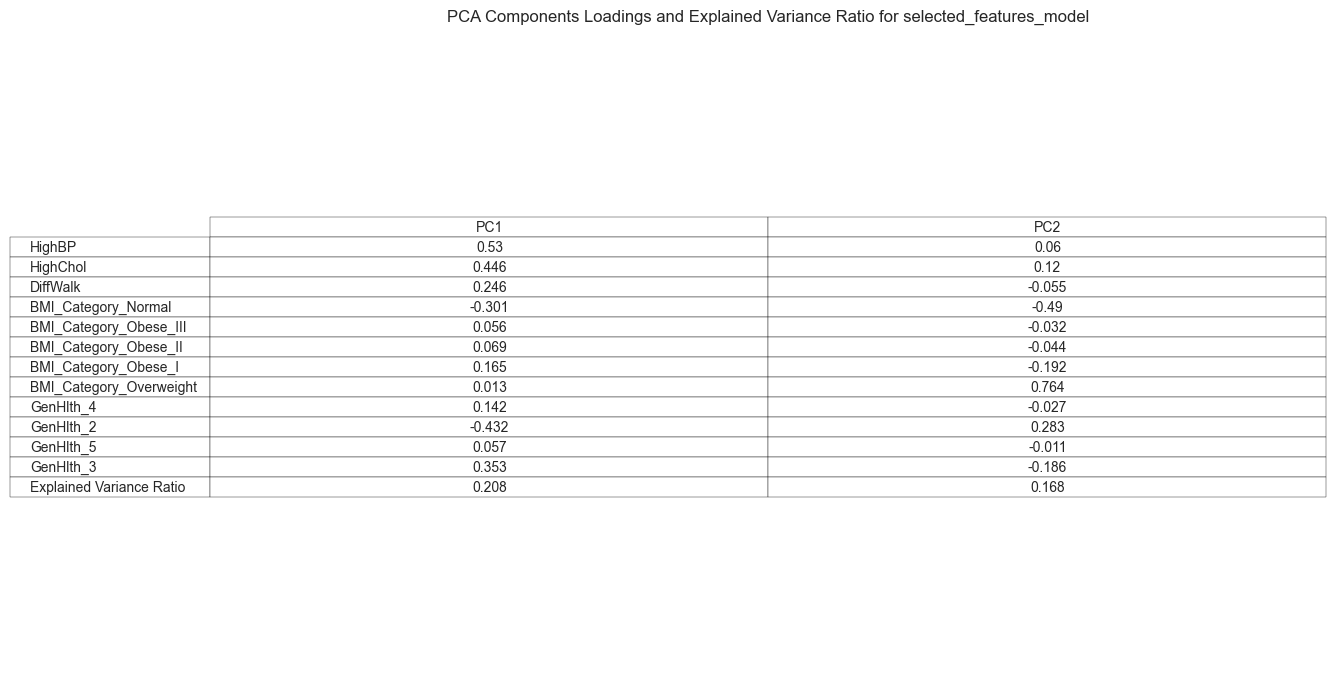 PCA Components Loadings and Explained Variance Ratio for selected_features_model
PC1 PC2
HighBP 0.53 0.06
HighChol 0.446 0.12
DiffWalk 0.246 -0.055
BMI_Category_Normal -0.301 -0.49
BMI_Category_Obese_III 0.056 -0.032
BMI_Category_Obese_II 0.069 -0.044
BMI_Category_Obese_I 0.165 -0.192
BMI_Category_Overweight 0.013 0.764
GenHlth_4 0.142 -0.027
GenHlth_2 -0.432 0.283
GenHlth_5 0.057 -0.011
GenHlth_3 0.353 -0.186
Explained Variance Ratio 0.208 0.168